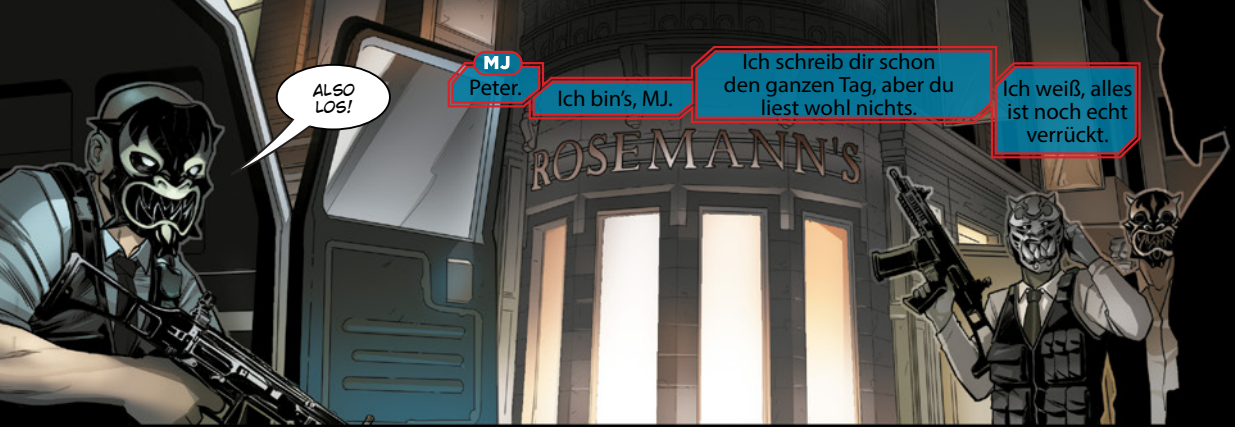 ALSO
LOS!
MJ
Peter.
Ich bin's, MJ.
Ich schreib dir schon
den ganzen Tag, aber du
liest wohl nichts.
Ich weiß, alles
ist noch echt
verrückt.
ROSEMANN'S